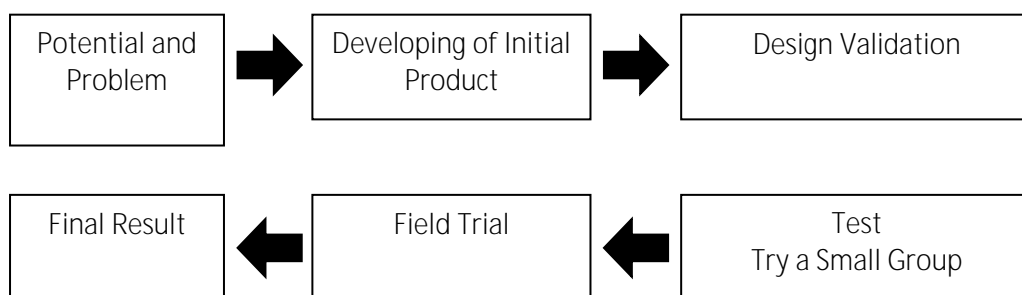 Potential and
Problem
Developing of Initial
Product
Design Validation
Test
Try a Small Group
Field Trial
Final Result